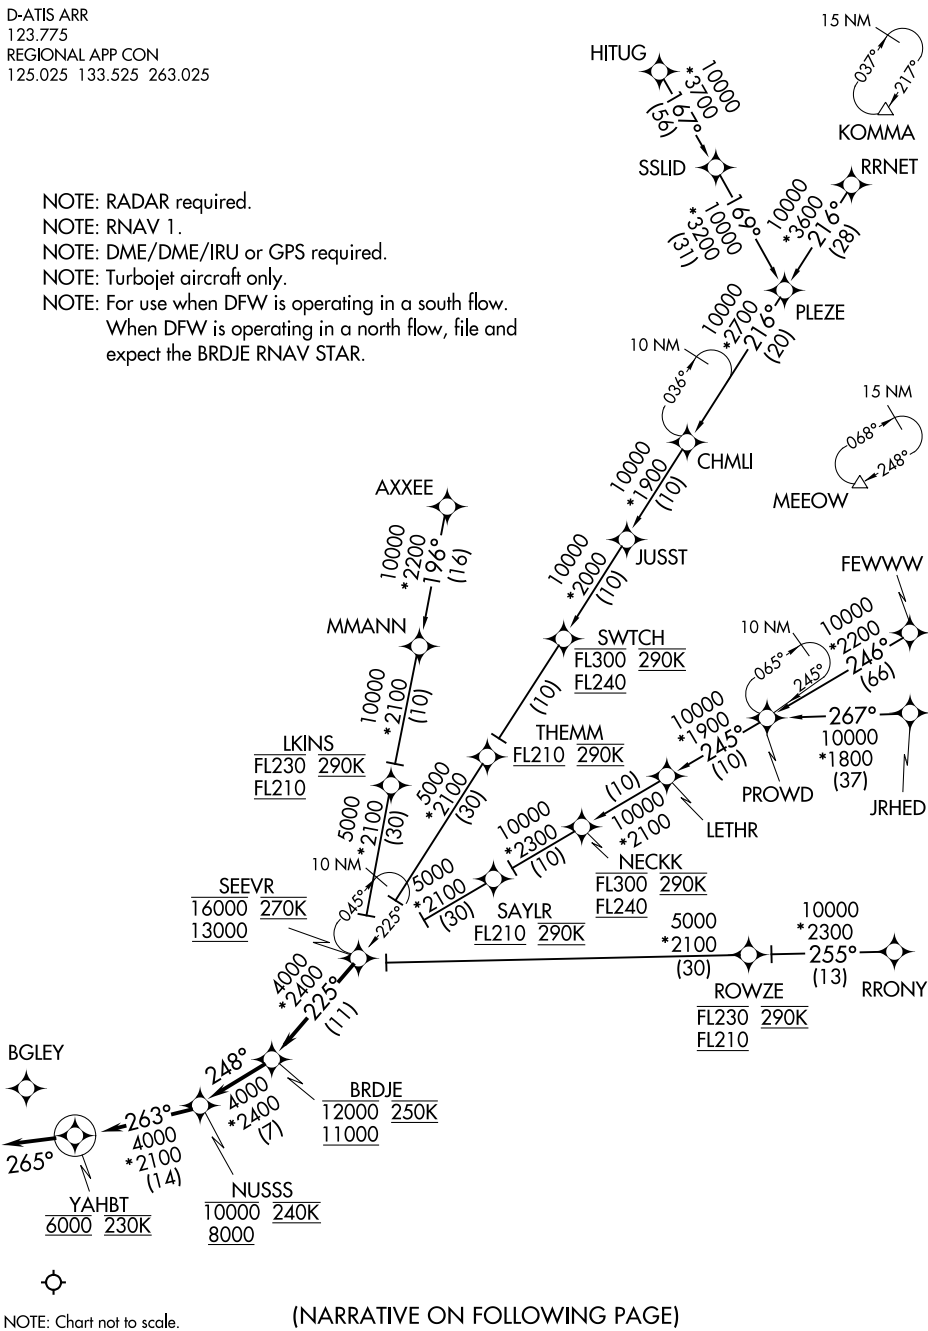 D-ATIS ARR
123.775
REGIONAL APP CON
125.025 133.525 263.025
NOTE: RADAR required.
NOTE: RNAV 1.
NOTE: DME/DME/IRU or GPS required.
NOTE: Turbojet aircraft only.
NOTE: For use when DFW is operating in a south flow.
When DFW is operating in a north flow, file and
expect the BRDJE RNAV STAR.
HITUG
10000
*3700
167°
(56)
15 NM
037°
217°
KOMMA
SSLID
169°
10000
*3200
(31)
RRNET
10000
*3600
216°
(28)
PLEZE
10000
*2700
216°
(20)
10 NM
036°
CHMLI
10000
*1900
(10)
JUSST
15 NM
068°
248°
MEEOW
AXXEE
10000
*2200
196°
(16)
10000
*2000
(10)
MMANN
10000
*2100
(10)
SWTCH
FL300 290K
FL240
(10)
FEWWW
10000
*2200
246°
(66)
10 NM
065°
245°
267°
10000
*1800
(37)
JRHED
PROWD
10000
*1900
245°
(10)
LETHR
LKINS
FL230 290K
FL210
5000
*2100
(30)
THEMM
FL210 290K
5000
*2100
(30)
(10)
10000
*2100
NECKK
FL300 290K
FL240
10000
*2300
(10)
SAYLR
FL210 290K
5000
*2100
(30)
10 NM
045°
225°
SEEVR
16000 270K
13000
5000
*2100
(30)
ROWZE
FL230 290K
FL210
10000
*2300
255°
(13)
RRONY
4000
*2400
225°
(11)
BRDJE
12000 250K
11000
248°
4000
*2400
(7)
NUSSS
10000 240K
8000
BGLEY
263°
4000
*2100
(14)
265°
YAHBT
6000 230K
NOTE: Chart not to scale.
(NARRATIVE ON FOLLOWING PAGE)